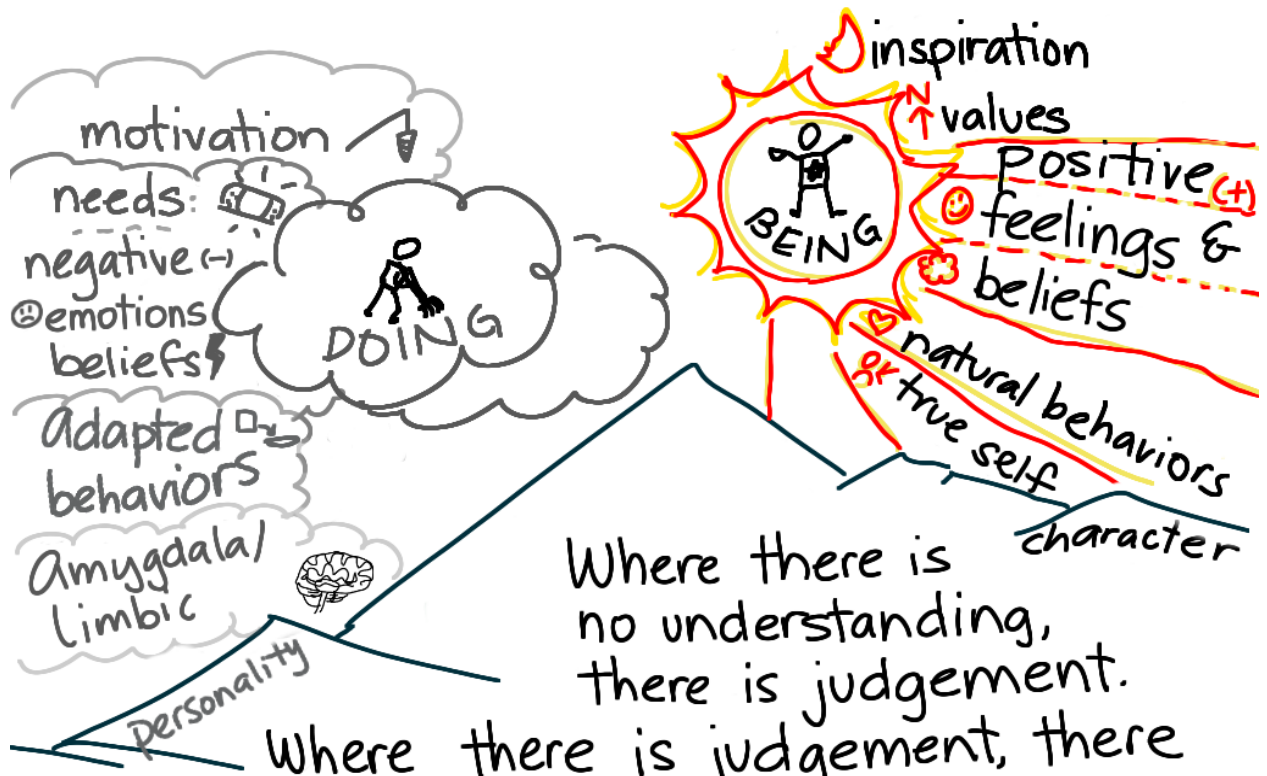 motivation
needs:
negative (-)
emotions
beliefs
Adapted
behaviors
Amygdala/
limbic
DOING
personality
inspiration
N
values
positive (+)
feelings &
beliefs
BEING
natural behaviors
true self
character
Where there is
no understanding,
there is judgement.
Where there is judgement, there